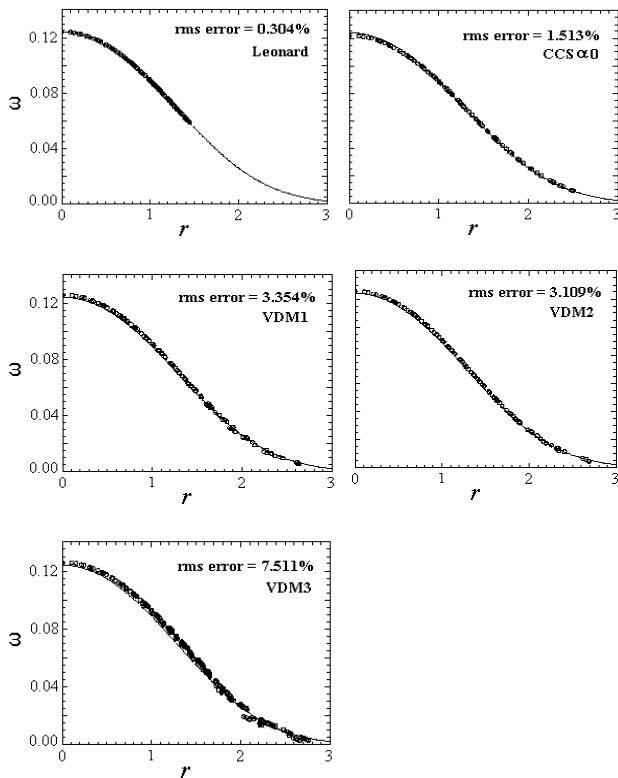 rms error = 0.304%
Leonard
0.12
0.08
0.04
0.00
ω
0 1 2 3
r
rms error = 1.513%
CCS α0
0 1 2 3
r
rms error = 3.354%
VDM1
0.12
0.08
0.04
0.00
ω
0 1 2 3
r
rms error = 3.109%
VDM2
0 1 2 3
r
rms error = 7.511%
VDM3
0.12
0.08
0.04
0.00
ω
0 1 2 3
r